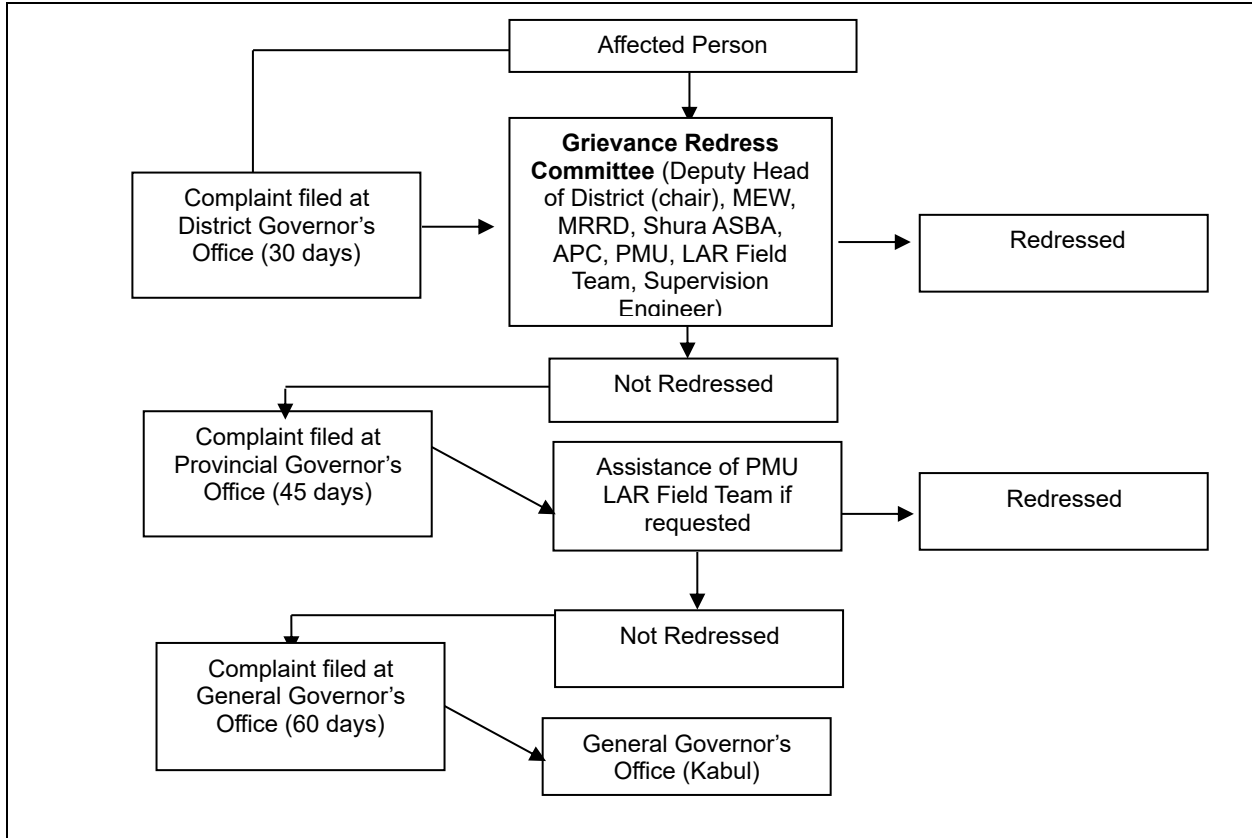 Affected Person
Grievance Redress
Committee (Deputy Head
of District (chair), MEW,
MRRD, Shura ASBA,
APC, PMU, LAR Field
Team, Supervision
Engineer)
Complaint filed at
District Governor’s
Office (30 days)
Redressed
Not Redressed
Complaint filed at
Provincial Governor’s
Office (45 days)
Assistance of PMU
LAR Field Team if
requested
Redressed
Not Redressed
Complaint filed at
General Governor’s
Office (60 days)
General Governor’s
Office (Kabul)